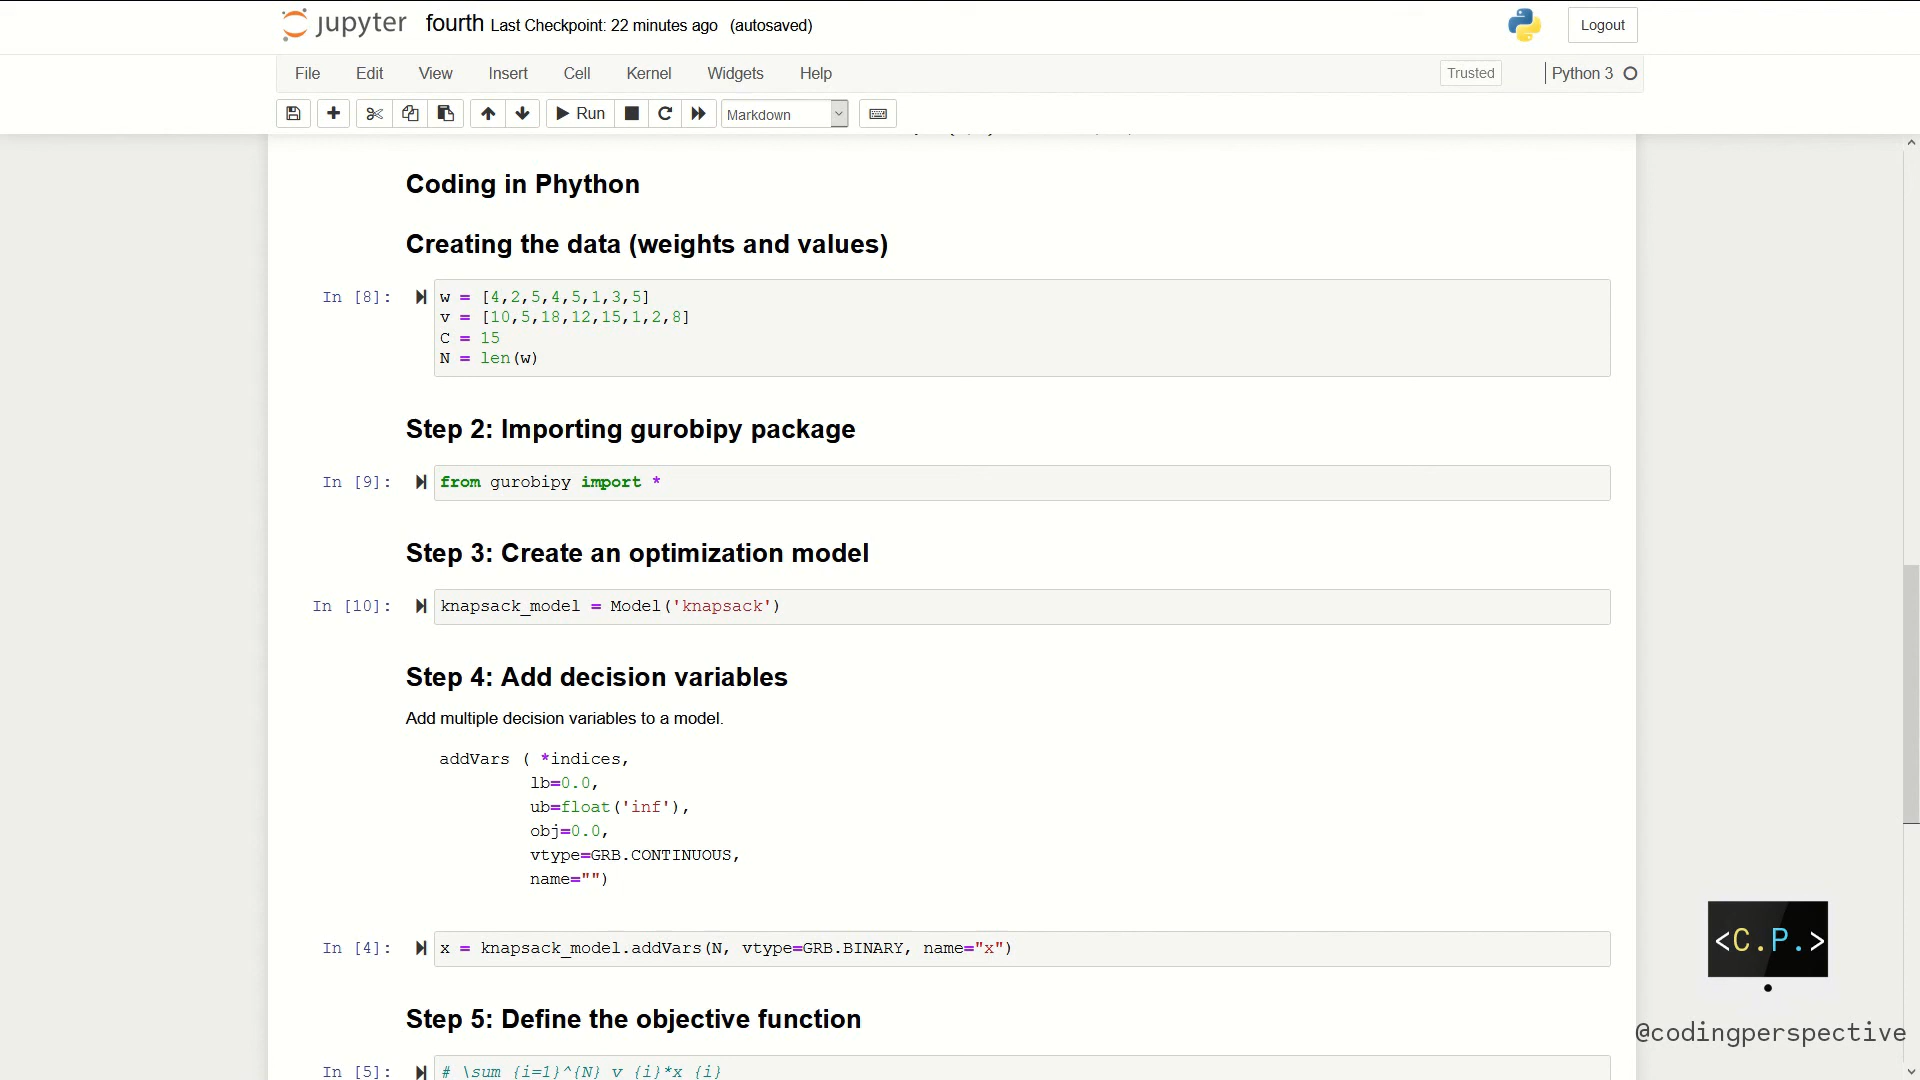 jupyter fourth Last Checkpoint: 22 minutes ago (autosaved)
Logout
File Edit View Insert Cell Kernel Widgets Help
Trusted
Python 3
Run
Markdown
Coding in Phython
Creating the data (weights and values)
In [8]:
w = [4,2,5,4,5,1,3,5]
v = [10,5,18,12,15,1,2,8]
C = 15
N = len(w)
Step 2: Importing gurobipy package
In [9]:
from gurobipy import *
Step 3: Create an optimization model
In [10]:
knapsack_model = Model('knapsack')
Step 4: Add decision variables
Add multiple decision variables to a model.
addVars ( *indices,
lb=0.0,
ub=float('inf'),
obj=0.0,
vtype=GRB.CONTINUOUS,
name="")
In [4]:
x = knapsack_model.addVars(N, vtype=GRB.BINARY, name="x")
<C.P.>
Step 5: Define the objective function
@codingperspective
In [5]:
# \sum_{i=1}^{N} v_{i}*x_{i}